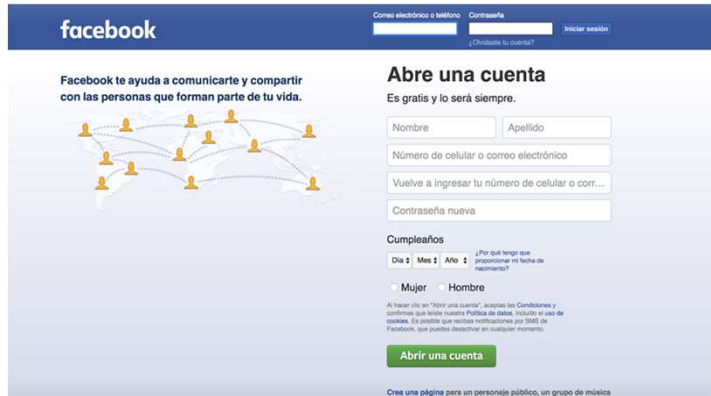 facebook
Correo electrónico o teléfono
Contraseña
Iniciar sesión
¿Olvidaste tu cuenta?
Facebook te ayuda a comunicarte y compartir
con las personas que forman parte de tu vida.
Abre una cuenta
Es gratis y lo será siempre.
Nombre
Apellido
Número de celular o correo electrónico
Vuelve a ingresar tu número de celular o corr...
Contraseña nueva
Cumpleaños
Día Mes Año
¿Por qué tengo que
proporcionar mi fecha de
nacimiento?
Mujer Hombre
Al hacer clic en "Abrir una cuenta", aceptas las Condiciones y
confirmas que leíste nuestra Política de datos, incluido el uso de
cookies. Es posible que recibas notificaciones por SMS de
Facebook, que puedes desactivar en cualquier momento.
Abrir una cuenta
Crea una página para un personaje público, un grupo de música